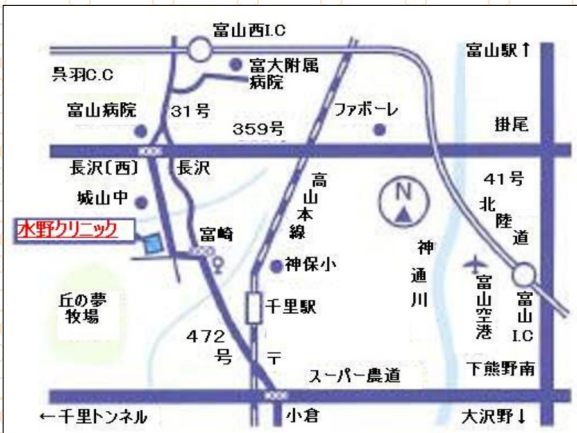 富山西I.C
富山駅↑
呉羽C.C
富大附属
病院
富山病院
31号
ファボーレ
359号
掛尾
長沢〔西〕
長沢
41号
城山中
高山本線
N
北陸道
水野クリニック
富崎
神保小
神通川
富山空港
富山I.C
丘の夢
牧場
千里駅
472
号
〒
スーパー農道
下熊野南
←千里トンネル
小倉
大沢野↓